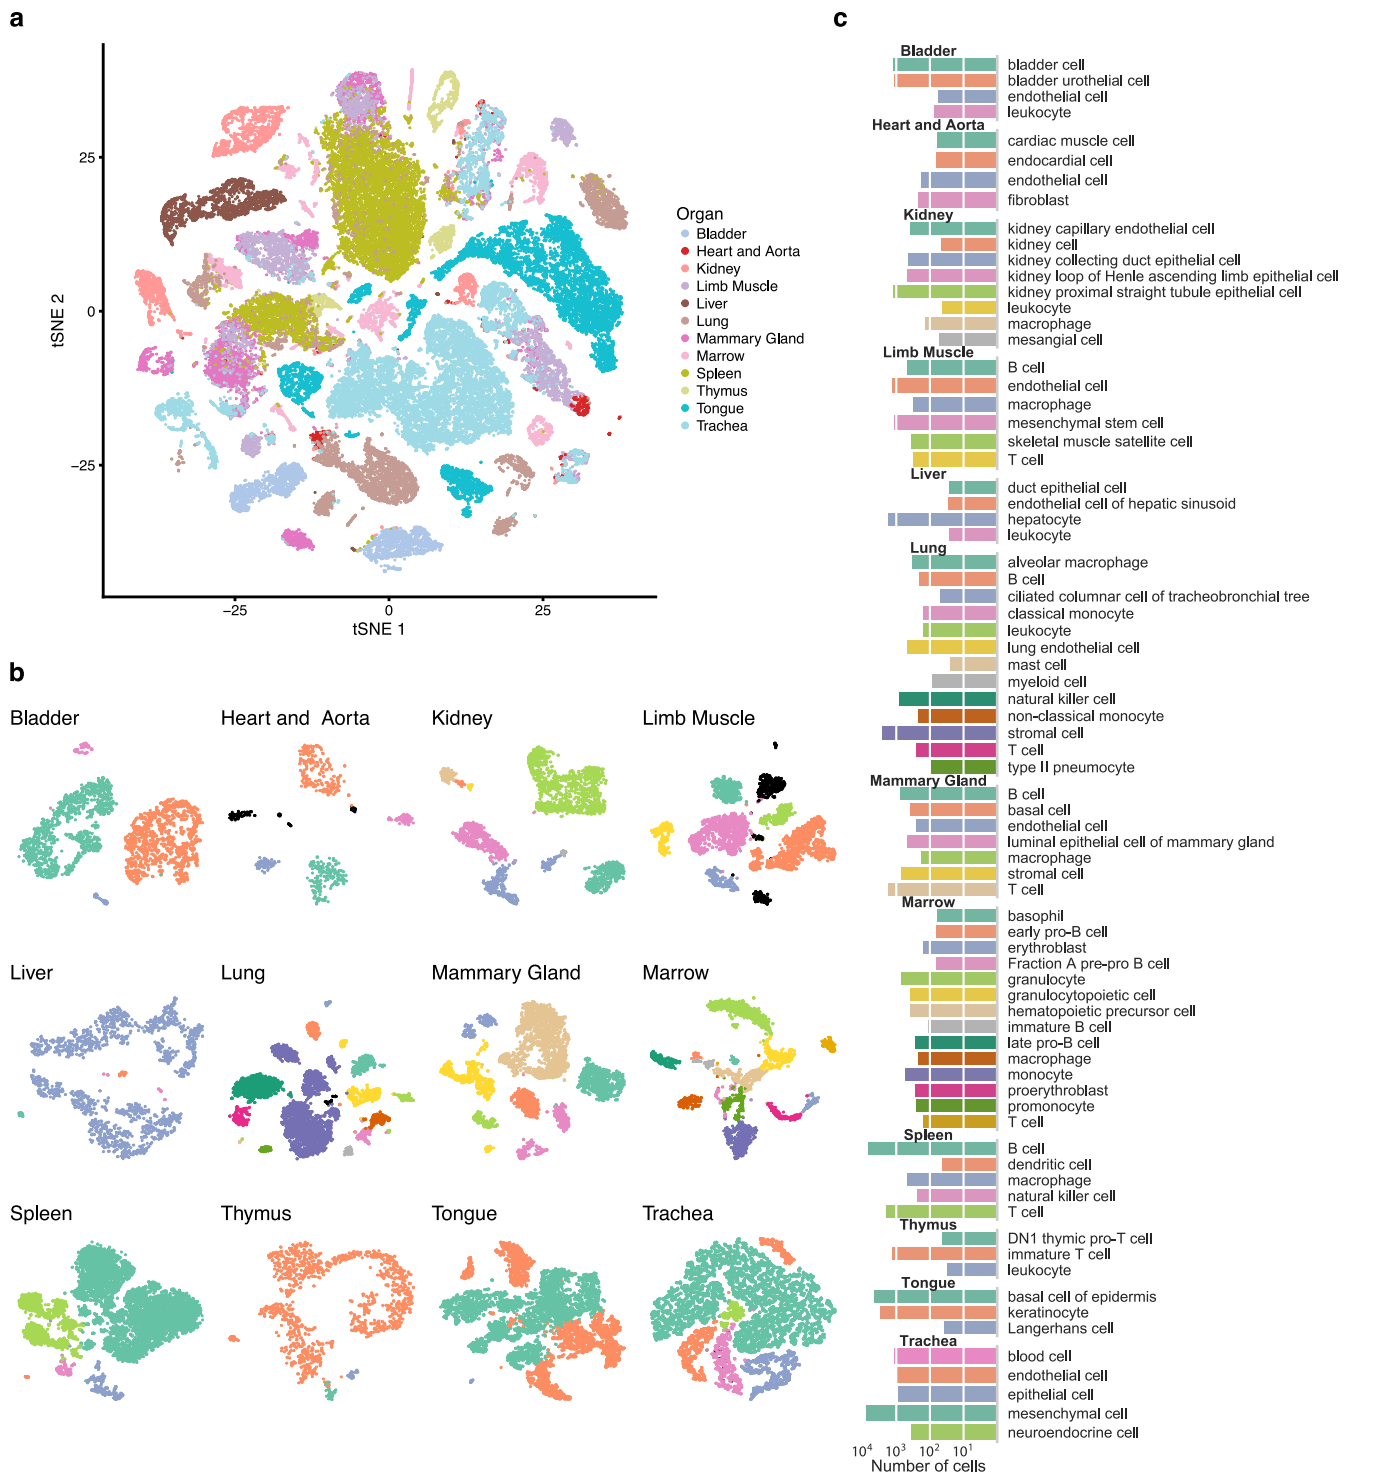 a
25
0
−25
tSNE 2
−25
0
25
tSNE 1
Organ
Bladder
Heart and Aorta
Kidney
Limb Muscle
Liver
Lung
Mammary Gland
Marrow
Spleen
Thymus
Tongue
Trachea
b
Bladder
Heart and Aorta
Kidney
Limb Muscle
Liver
Lung
Mammary Gland
Marrow
Spleen
Thymus
Tongue
Trachea
c
Bladder
bladder cell
bladder urothelial cell
endothelial cell
leukocyte
Heart and Aorta
cardiac muscle cell
endocardial cell
endothelial cell
fibroblast
Kidney
kidney capillary endothelial cell
kidney cell
kidney collecting duct epithelial cell
kidney loop of Henle ascending limb epithelial cell
kidney proximal straight tubule epithelial cell
leukocyte
macrophage
mesangial cell
Limb Muscle
B cell
endothelial cell
macrophage
mesenchymal stem cell
skeletal muscle satellite cell
T cell
Liver
duct epithelial cell
endothelial cell of hepatic sinusoid
hepatocyte
leukocyte
Lung
alveolar macrophage
B cell
ciliated columnar cell of tracheobronchial tree
classical monocyte
leukocyte
lung endothelial cell
mast cell
myeloid cell
natural killer cell
non-classical monocyte
stromal cell
T cell
type II pneumocyte
Mammary Gland
B cell
basal cell
endothelial cell
luminal epithelial cell of mammary gland
macrophage
stromal cell
T cell
Marrow
basophil
early pro-B cell
erythroblast
Fraction A pre-pro B cell
granulocyte
granulocytopoietic cell
hematopoietic precursor cell
immature B cell
late pro-B cell
macrophage
monocyte
proerythroblast
promonocyte
T cell
Spleen
B cell
dendritic cell
macrophage
natural killer cell
T cell
Thymus
DN1 thymic pro-T cell
immature T cell
leukocyte
Tongue
basal cell of epidermis
keratinocyte
Langerhans cell
Trachea
blood cell
endothelial cell
epithelial cell
mesenchymal cell
neuroendocrine cell
10⁴ 10³ 10² 10¹
Number of cells